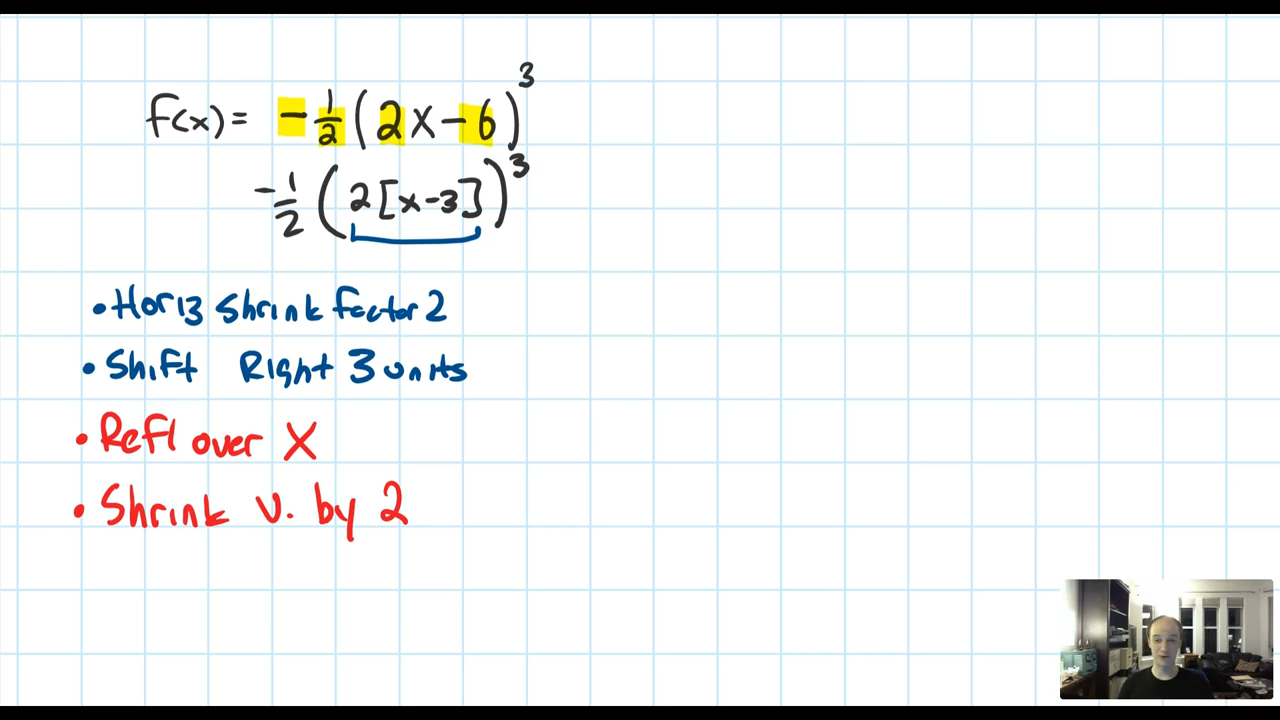 f(x) = -1/2 (2x-6)^3
-1/2 (2[x-3])^3
• Horiz Shrink factor 2
• Shift Right 3 units
• Refl over X
• Shrink v. by 2